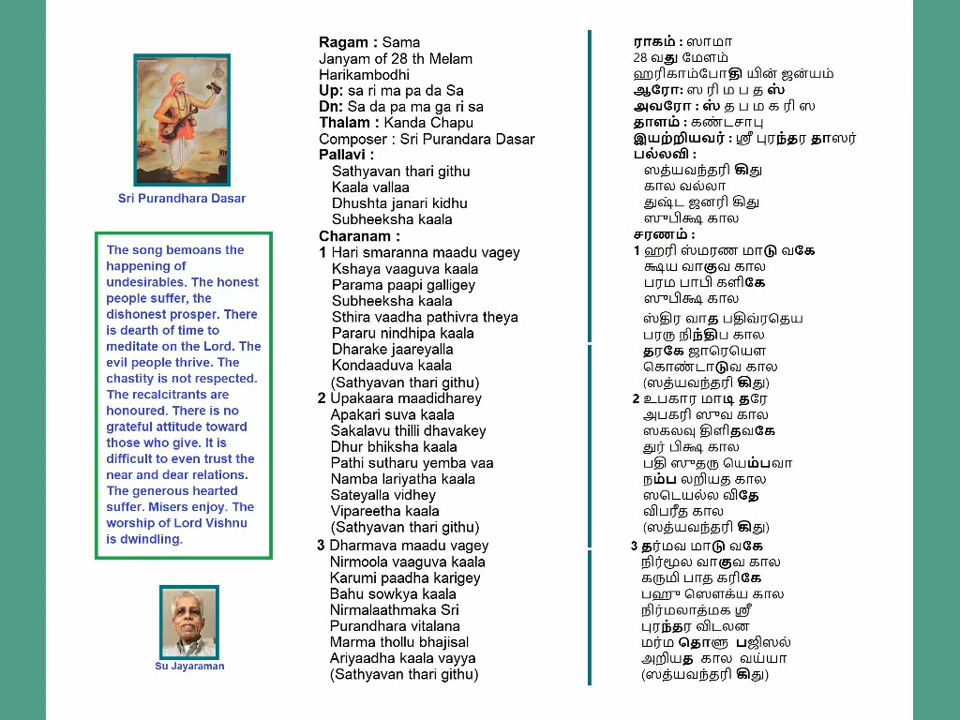 Sri Purandhara Dasar
The song bemoans the
happening of
undesirables. The honest
people suffer, the
dishonest prosper. There
is dearth of time to
meditate on the Lord. The
evil people thrive. The
chastity is not respected.
The recalcitrants are
honoured. There is no
grateful attitude toward
those who give. It is
difficult to even trust the
near and dear relations.
The generous hearted
suffer. Misers enjoy. The
worship of Lord Vishnu
is dwindling.
Su Jayaraman
Ragam : Sama
Janyam of 28 th Melam
Harikambodhi
Up: sa ri ma pa da Sa
Dn: Sa da pa ma ga ri sa
Thalam : Kanda Chapu
Composer : Sri Purandara Dasar
Pallavi :
Sathyavan thari githu
Kaala vallaa
Dhushta janari kidhu
Subheeksha kaala
Charanam :
1 Hari smaranna maadu vagey
Kshaya vaaguva kaala
Parama paapi galligey
Subheeksha kaala
Sthira vaadha pathivra theya
Pararu nindhipa kaala
Dharake jaareyalla
Kondaaduva kaala
(Sathyavan thari githu)
2 Upakaara maadidharey
Apakari suva kaala
Sakalavu thilli dhavakey
Dhur bhiksha kaala
Pathi sutharu yemba vaa
Namba lariyatha kaala
Sateyalla vidhey
Vipareetha kaala
(Sathyavan thari githu)
3 Dharmava maadu vagey
Nirmoola vaaguva kaala
Karumi paadha karigey
Bahu sowkya kaala
Nirmalaathmaka Sri
Purandhara vitalana
Marma thollu bhajisal
Ariyaadha kaala vayya
(Sathyavan thari githu)
ராகம் : ஸாமா
28 வது மேளம்
ஹரிகாம்போதி யின் ஜன்யம்
ஆரோ: ஸ ரி ம ப த ஸ்
அவரோ : ஸ் த ப ம க ரி ஸ
தாளம் : கண்டசாபு
இயற்றியவர் : ஸ்ரீ புரந்தர தாஸர்
பல்லவி :
ஸத்யவந்தரி கிது
கால வல்லா
துஷ்ட ஜனரி கிது
ஸுபிக்ஷ கால
சரணம் :
1 ஹரி ஸ்மரண மாடு வகே
க்ஷய வாகுவ கால
பரம பாபி களிகே
ஸுபிக்ஷ கால
ஸ்திர வாத பதிவ்ரதெய
பரரு நிந்திப கால
தரகே ஜாரெயௌ
கொண்டாடுவ கால
(ஸத்யவந்தரி கிது)
2 உபகார மாடி தரே
அபகரி ஸுவ கால
ஸகலவு திளிதவகே
துர் பிக்ஷ கால
பதி ஸுதரு யெம்பவா
நம்ப லறியத கால
ஸடெயல்ல விதே
விபரீத கால
(ஸத்யவந்தரி கிது)
3 தர்மவ மாடு வகே
நிர்மூல வாகுவ கால
கருமி பாத கரிகே
பஹு ஸௌக்ய கால
நிர்மலாத்மக ஸ்ரீ
புரந்தர விடலன
மர்ம தொளு பஜிஸல்
அறியத கால வய்யா
(ஸத்யவந்தரி கிது)